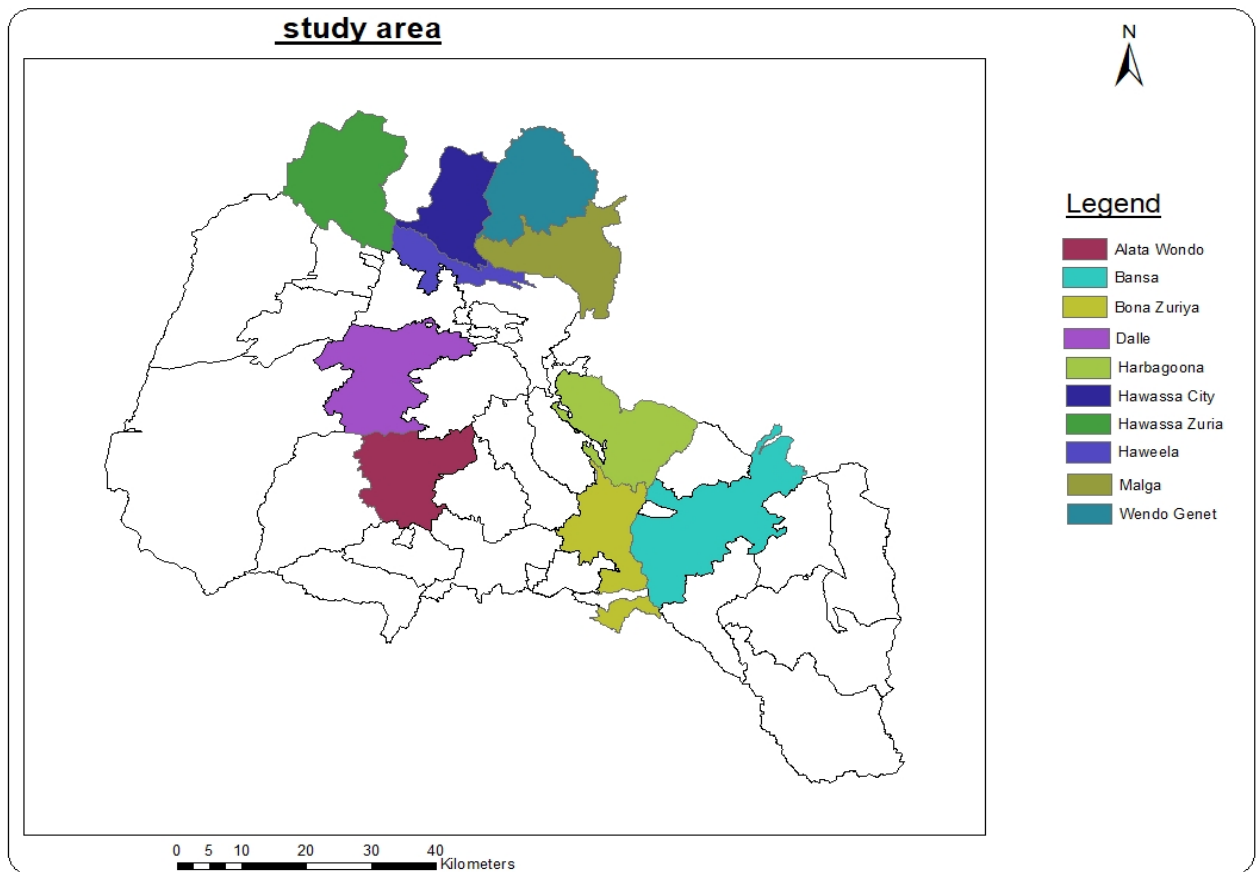 study area
N
Legend
Alata Wondo
Bansa
Bona Zuriya
Dalle
Harbagoona
Hawassa City
Hawassa Zuria
Haweela
Malga
Wendo Genet
0 5 10 20 30 40
Kilometers